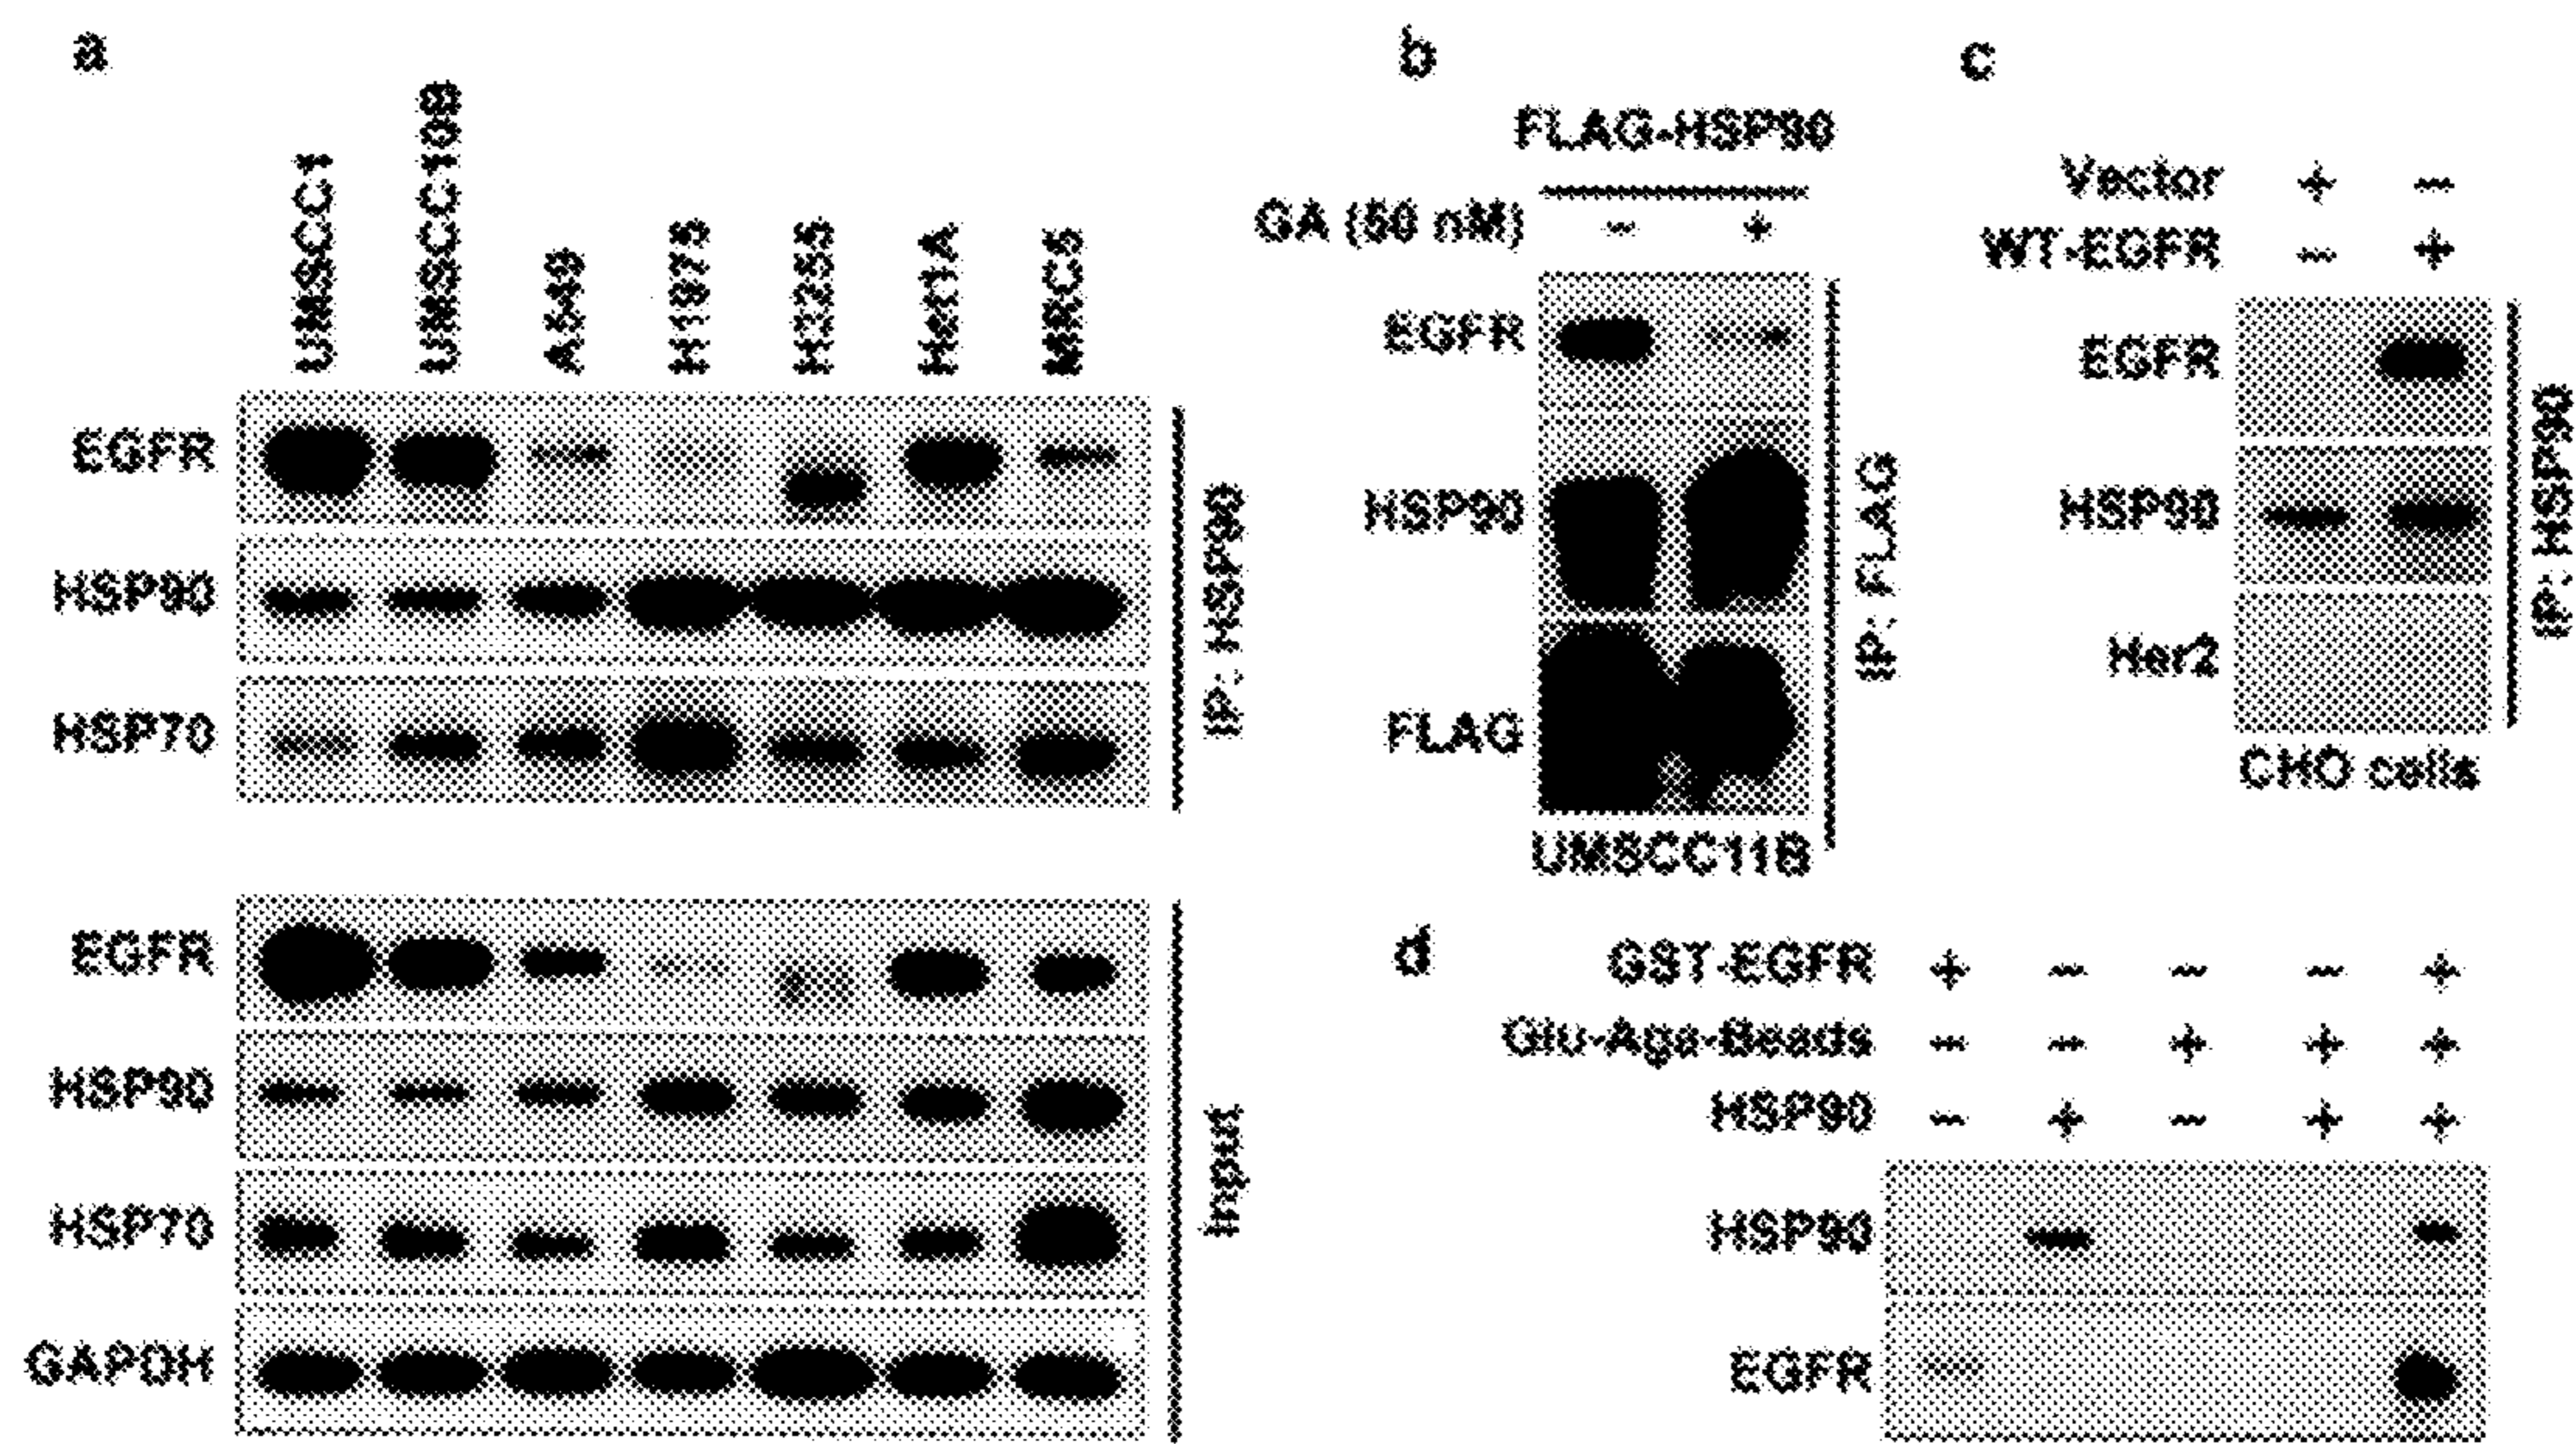 a
UMSCC1
UMSCC10B
A549
H1975
H3255
Het1A
MRC5
EGFR
HSP90
HSP70
IP: HSP90
EGFR
HSP90
HSP70
GAPDH
Input
b
FLAG-HSP90
GA (50 nM) - +
EGFR
HSP90
FLAG
IP: FLAG
UMSCC11B
c
Vector + -
WT-EGFR - +
EGFR
HSP90
Her2
IP: HSP90
CHO cells
d
GST-EGFR + - - - +
Glu-Aga-Beads - - + + +
HSP90 - + - + +
HSP90
EGFR